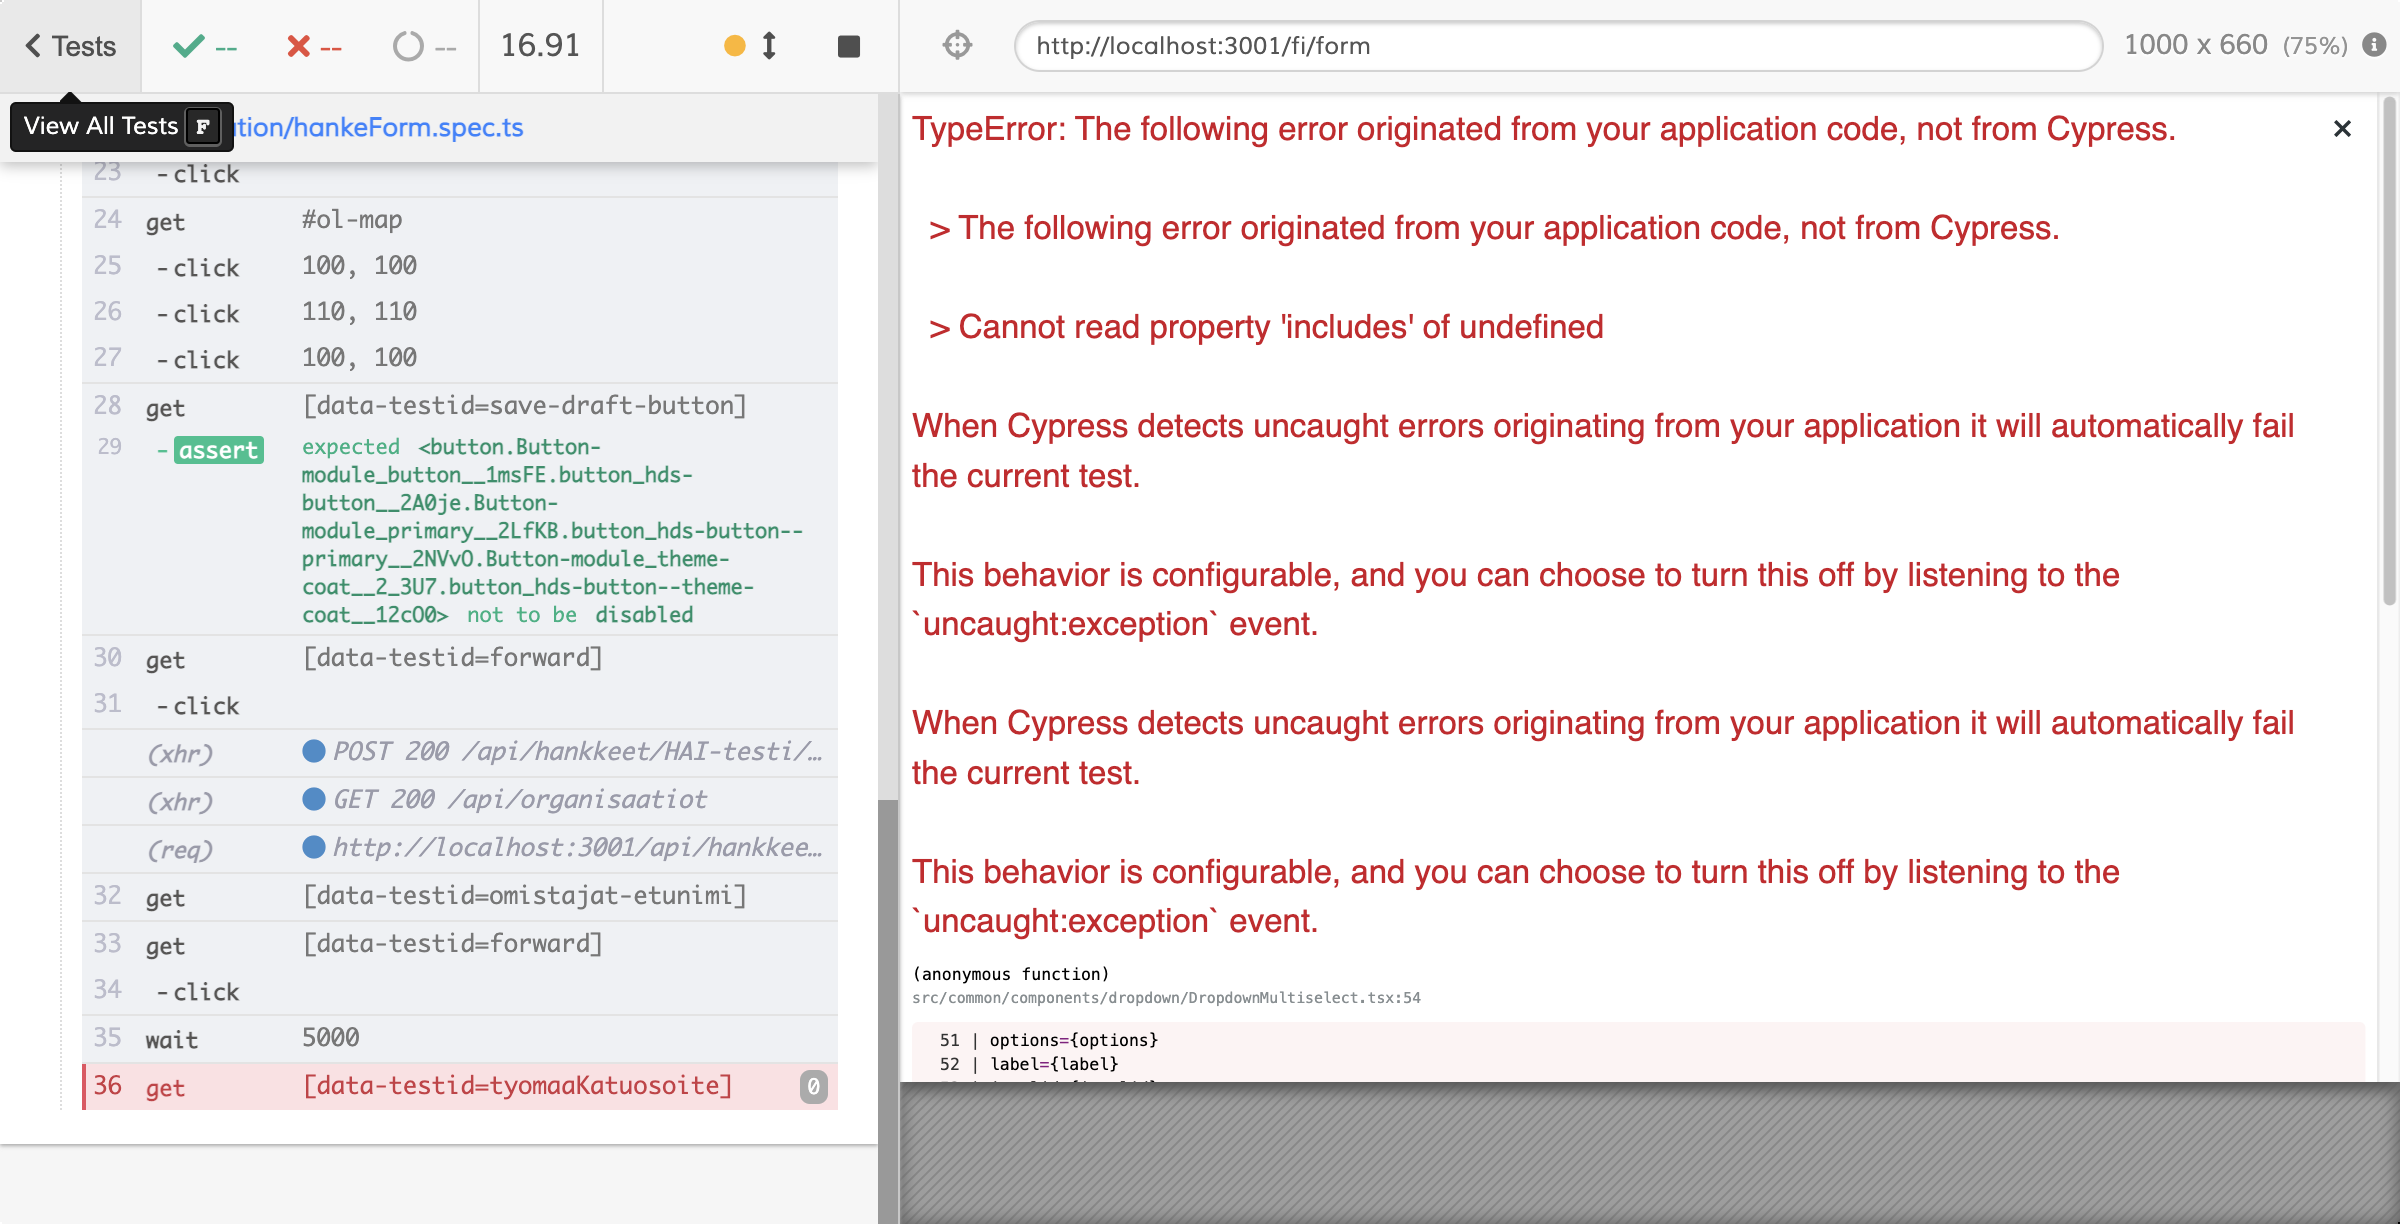 Tests
--
--
--
16.91
http://localhost:3001/fi/form
1000 x 660 (75%)
View All Tests F
tion/hankeForm.spec.ts
23 -click
24 get #ol-map
25 -click 100, 100
26 -click 110, 110
27 -click 100, 100
28 get [data-testid=save-draft-button]
29 -assert expected <button.Button-
module_button__1msFE.button_hds-
button__2A0je.Button-
module_primary__2LfKB.button_hds-button--
primary__2NVvO.Button-module_theme-
coat__2_3U7.button_hds-button--theme-
coat__12cO0> not to be disabled
30 get [data-testid=forward]
31 -click
(xhr) POST 200 /api/hankkeet/HAI-testi/…
(xhr) GET 200 /api/organisaatiot
(req) http://localhost:3001/api/hankkee…
32 get [data-testid=omistajat-etunimi]
33 get [data-testid=forward]
34 -click
35 wait 5000
36 get [data-testid=tyomaaKatuosoite] 0
TypeError: The following error originated from your application code, not from Cypress.
> The following error originated from your application code, not from Cypress.
> Cannot read property 'includes' of undefined
When Cypress detects uncaught errors originating from your application it will automatically fail
the current test.
This behavior is configurable, and you can choose to turn this off by listening to the
`uncaught:exception` event.
When Cypress detects uncaught errors originating from your application it will automatically fail
the current test.
This behavior is configurable, and you can choose to turn this off by listening to the
`uncaught:exception` event.
(anonymous function)
src/common/components/dropdown/DropdownMultiselect.tsx:54
51 | options={options}
52 | label={label}